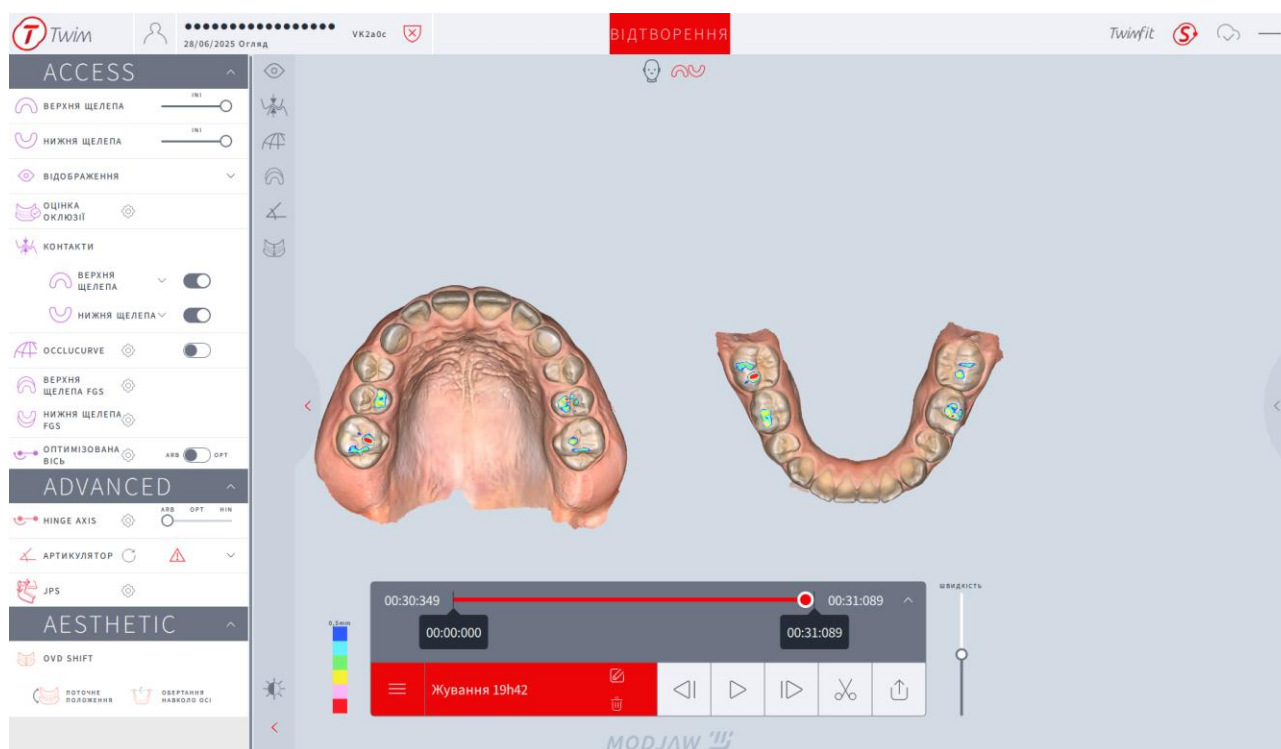 Twim
28/06/2025 Огляд
VK2a0c
ВІДТВОРЕННЯ
Twinfit
ACCESS
ВЕРХНЯ ЩЕЛЕПА
INI
НИЖНЯ ЩЕЛЕПА
INI
ВІДОБРАЖЕННЯ
ОЦІНКА
ОКЛЮЗІЇ
КОНТАКТИ
ВЕРХНЯ
ЩЕЛЕПА
НИЖНЯ ЩЕЛЕПА
OCCLUCURVE
ВЕРХНЯ
ЩЕЛЕПА FGS
НИЖНЯ ЩЕЛЕПА
FGS
ОПТИМІЗОВАНА
ВІСЬ
ARB OPT
ADVANCED
HINGE AXIS
ARB OPT HIN
АРТИКУЛЯТОР
JPS
AESTHETIC
OVD SHIFT
ПОТОЧНЕ
ПОЛОЖЕННЯ
ОБЕРТАННЯ
НАВКОЛО ОСІ
0,5mm
00:30:349
00:31:089
00:00:000
00:31:089
Жування 19h42
ШВИДКІСТЬ
MODJAW